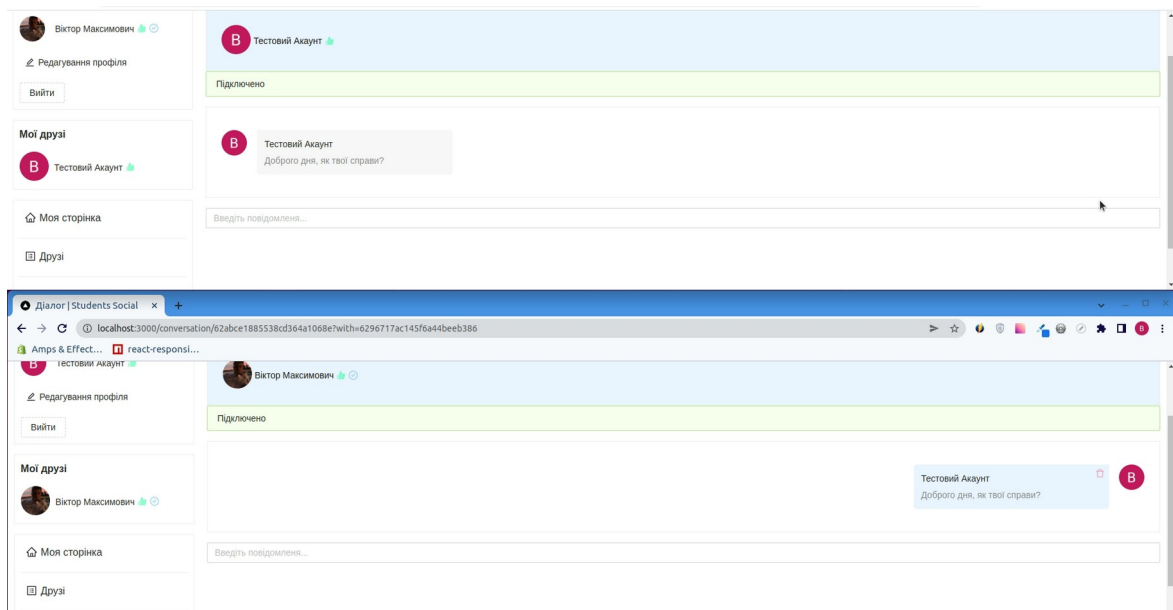 Віктор Максимович
Редагування профіля
Вийти
Мої друзі
В Тестовий Акаунт
Моя сторінка
Друзі
В Тестовий Акаунт
Підключено
В
Тестовий Акаунт
Доброго дня, як твої справи?
Введіть повідомленя...
Діалог | Students Social
localhost:3000/conversation/62abce1885538cd364a1068e?with=6296717ac145f6a44beeb386
В
Amps & Effect... react-responsi...
В Тестовий Акаунт
Редагування профіля
Вийти
Мої друзі
Віктор Максимович
Моя сторінка
Друзі
Віктор Максимович
Підключено
Тестовий Акаунт
Доброго дня, як твої справи?
В
Введіть повідомленя...